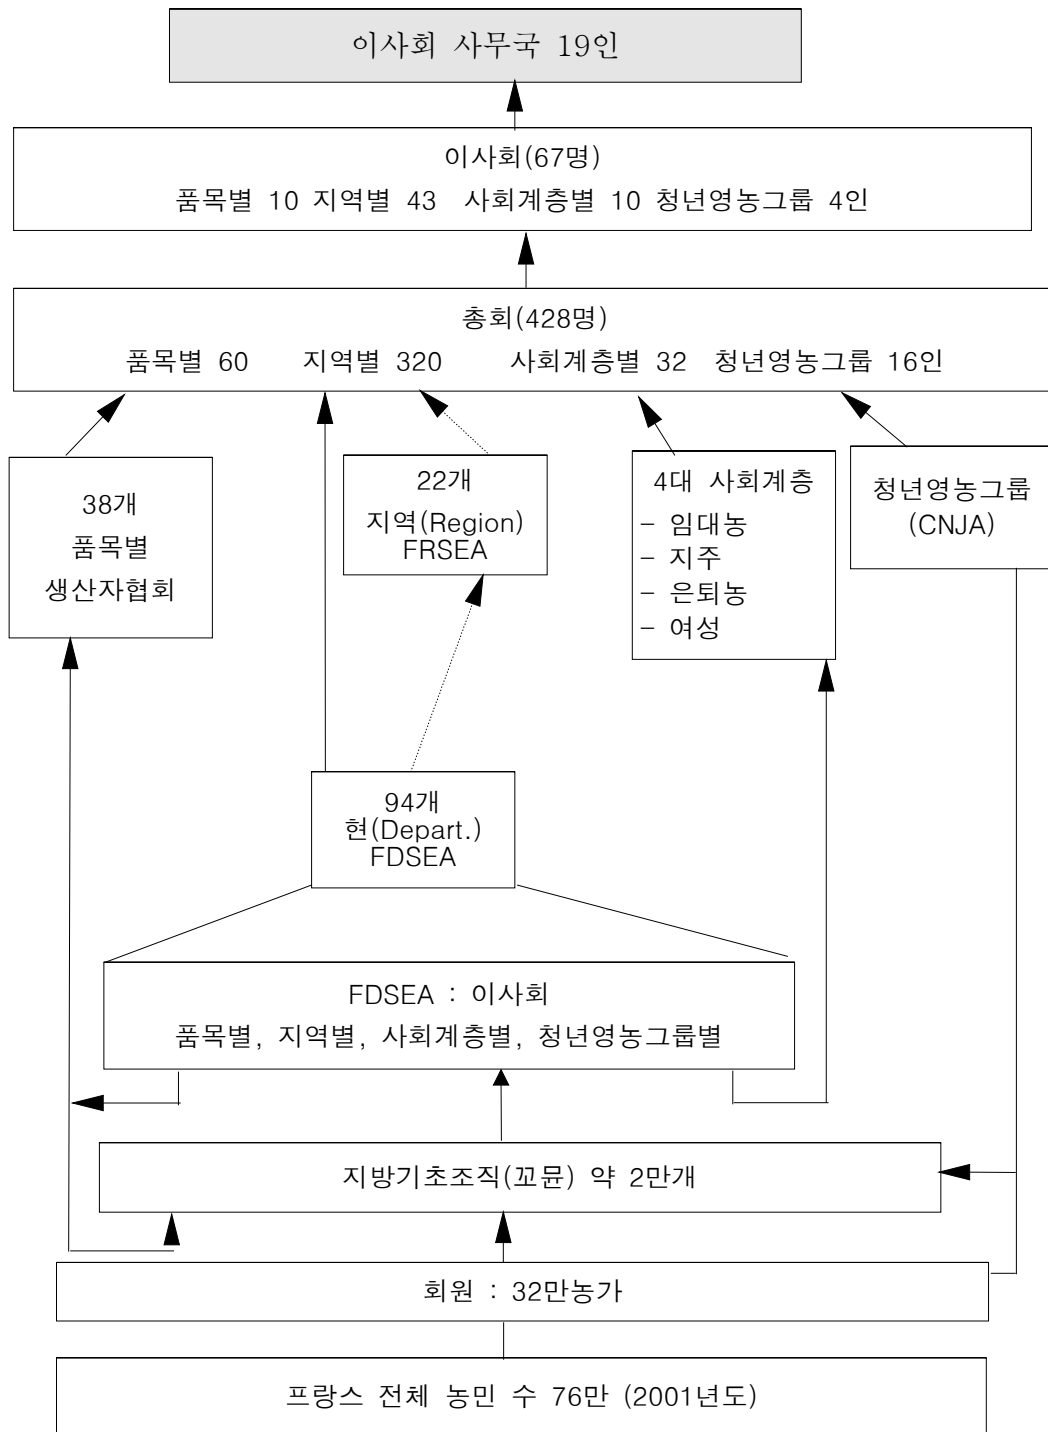 이사회 사무국 19인
이사회(67명)
품목별 10 지역별 43 사회계층별 10 청년영농그룹 4인
총회(428명)
품목별 60 지역별 320 사회계층별 32 청년영농그룹 16인
38개
품목별
생산자협회
22개
지역(Region)
FRSEA
4대 사회계층
- 임대농
- 지주
- 은퇴농
- 여성
청년영농그룹
(CNJA)
94개
현(Depart.)
FDSEA
FDSEA : 이사회
품목별, 지역별, 사회계층별, 청년영농그룹별
지방기초조직(꼬뮨) 약 2만개
회원 : 32만농가
프랑스 전체 농민 수 76만 (2001년도)